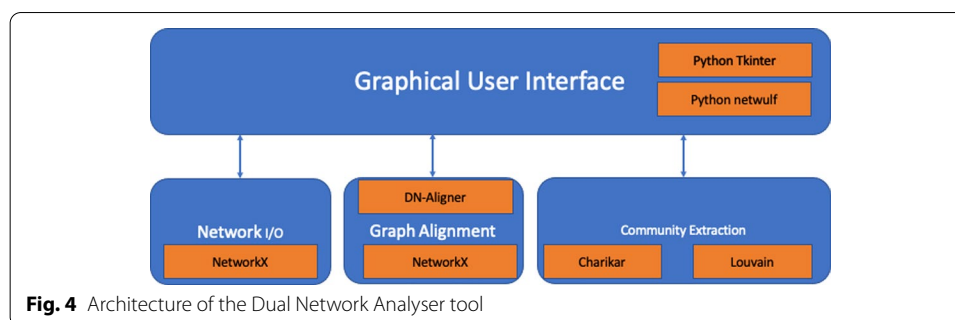 Graphical User Interface
Python Tkinter
Python netwulf
Network I/O
NetworkX
DN-Aligner
Graph Alignment
NetworkX
Community Extraction
Charikar
Louvain
Fig. 4 Architecture of the Dual Network Analyser tool